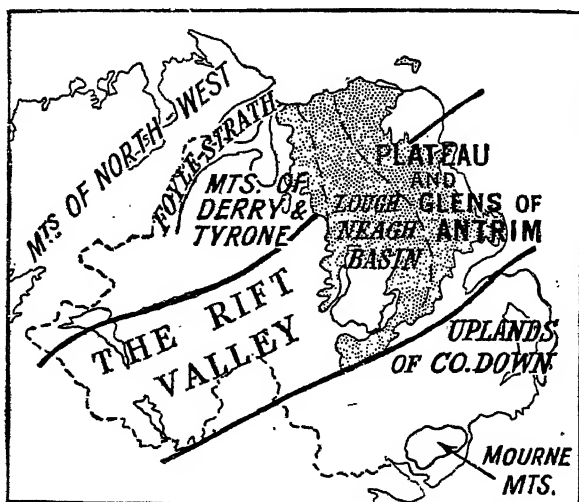 MTS OF NORTH-WEST
FOYLE-STRATH
MTS. OF
DERRY &
TYRONE
PLATEAU
AND
GLENS OF
ANTRIM
LOUGH
NEAGH
BASIN
THE RIFT
VALLEY
UPLANDS
OF CO. DOWN
MOURNE
MTS.